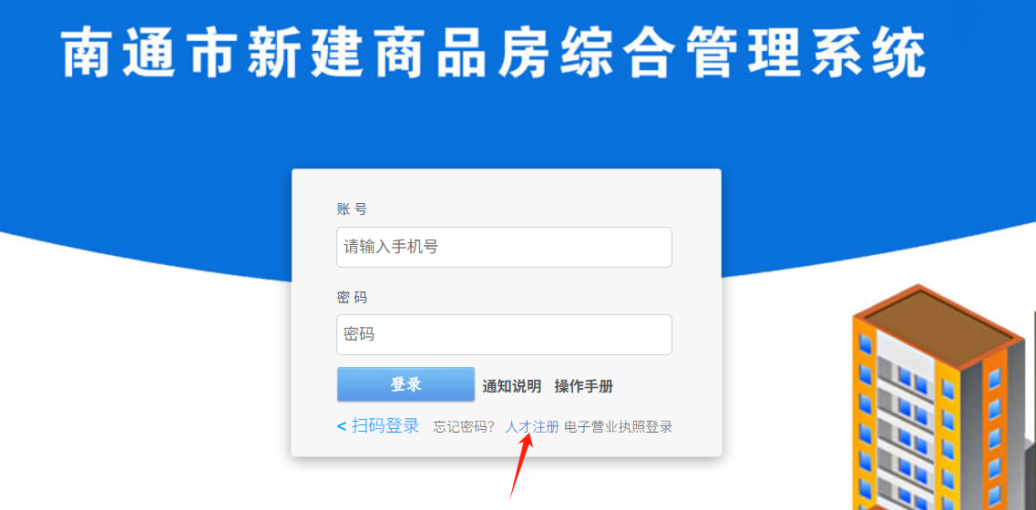 南通市新建商品房综合管理系统
账号
请输入手机号
密码
密码
登录 通知说明 操作手册
< 扫码登录 忘记密码? 人才注册 电子营业执照登录